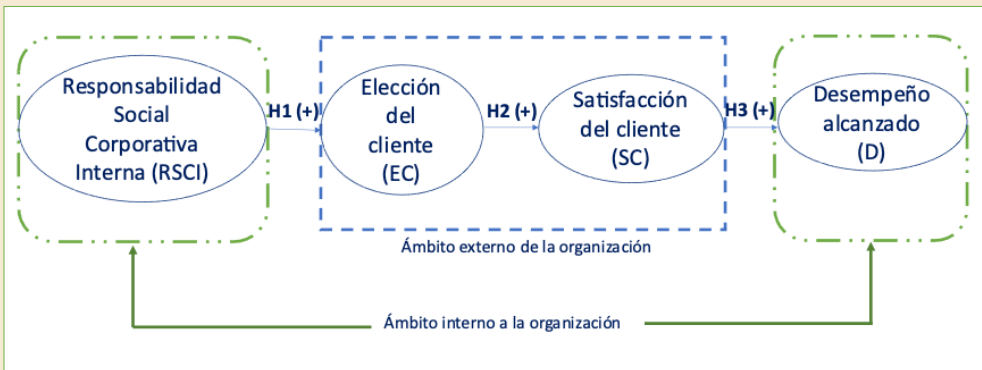 Responsabilidad
Social
Corporativa
Interna (RSCI)
H1 (+)
Elección
del
cliente
(EC)
H2 (+)
Satisfacción
del cliente
(SC)
H3 (+)
Desempeño
alcanzado
(D)
Ámbito externo de la organización
Ámbito interno a la organización